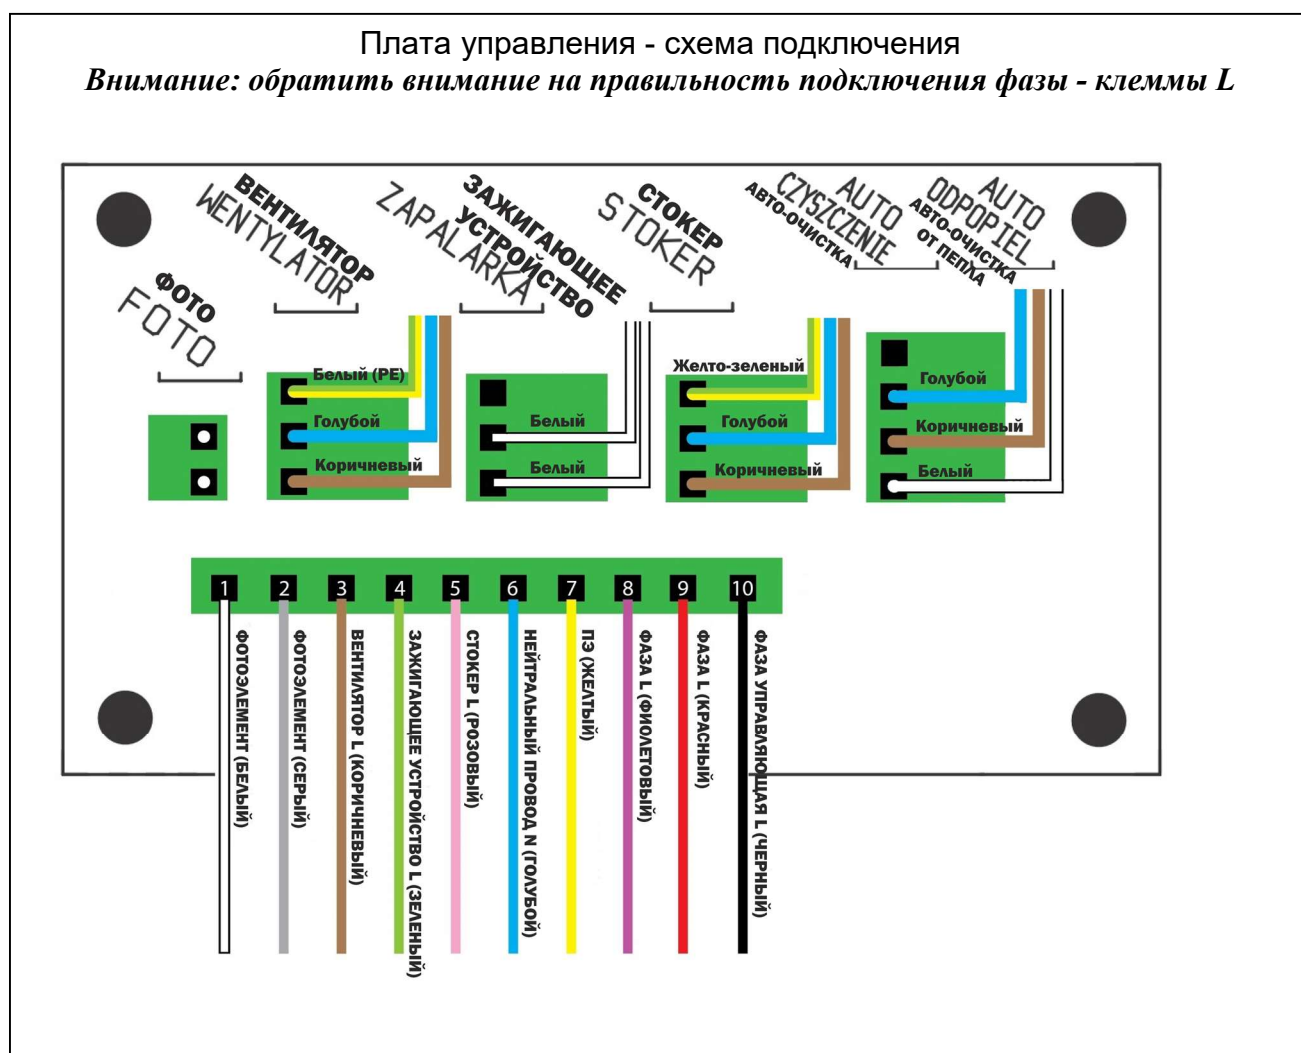 Плата управления - схема подключения
Внимание: обратить внимание на правильность подключения фазы - клеммы L
ФОТО
FOTO
ВЕНТИЛЯТОР
WENTYLATOR
ZAPALARKA
ЗАЖИГАЮЩЕЕ
УСТРОЙСТВО
СТОКЕР
STOKER
AUTO
CZYSZCZENIE
АВТО-ОЧИСТКА
AUTO
ODPOPIEL
АВТО-ОЧИСТКА
ОТ ПЕПЛА
Белый (PE)
Голубой
Коричневый
Белый
Белый
Желто-зеленый
Голубой
Коричневый
Голубой
Коричневый
Белый
1 2 3 4 5 6 7 8 9 10
ФОТОЭЛЕМЕНТ (БЕЛЫЙ)
ФОТОЭЛЕМЕНТ (СЕРЫЙ)
ВЕНТИЛЯТОР L (КОРИЧНЕВЫЙ)
ЗАЖИГАЮЩЕЕ УСТРОЙСТВО L (ЗЕЛЕНЫЙ)
СТОКЕР L (РОЗОВЫЙ)
НЕЙТРАЛЬНЫЙ ПРОВОД N (ГОЛУБОЙ)
ПЭ (ЖЕЛТЫЙ)
ФАЗА L (ФИОЛЕТОВЫЙ)
ФАЗА L (КРАСНЫЙ)
ФАЗА УПРАВЛЯЮЩАЯ L (ЧЕРНЫЙ)